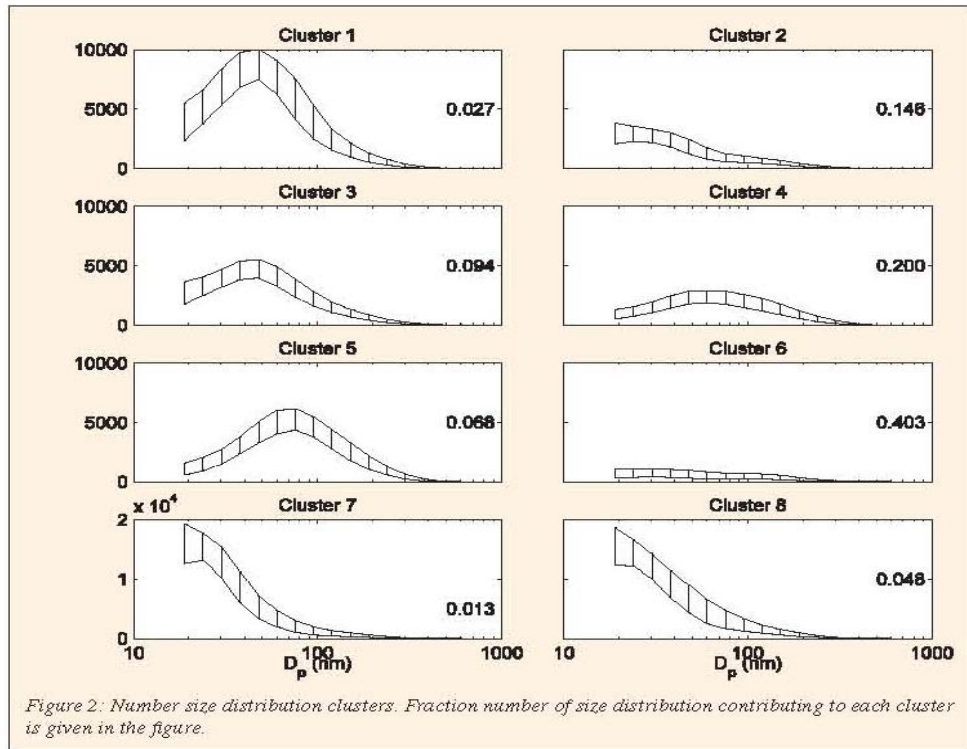 Cluster 1
Cluster 2
10000
5000
0
0.027
0.146
Cluster 3
Cluster 4
10000
5000
0
0.094
0.200
Cluster 5
Cluster 6
10000
5000
0
0.068
0.403
x 10^4
Cluster 7
Cluster 8
2
1
0
0.013
0.048
10 100 1000 10 100 1000
D_p (nm) D_p (nm)
Figure 2: Number size distribution clusters. Fraction number of size distribution contributing to each cluster
is given in the figure.